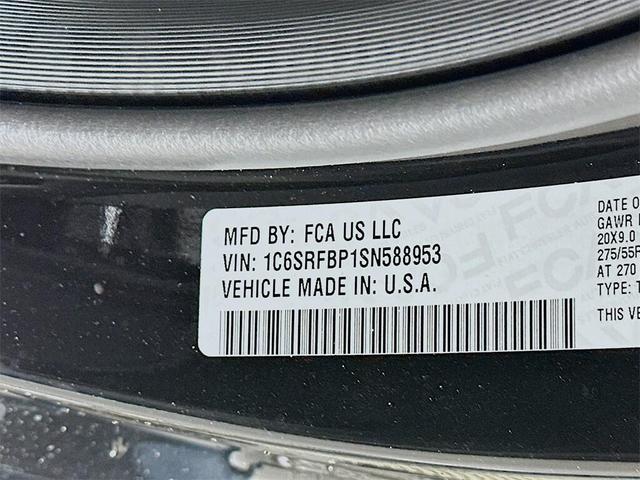 MFD BY: FCA US LLC
VIN: 1C6SRFBP1SN588953
VEHICLE MADE IN: U.S.A.
DATE O
GAWR
20X9.0
275/55
AT 270
TYPE: T
THIS VE